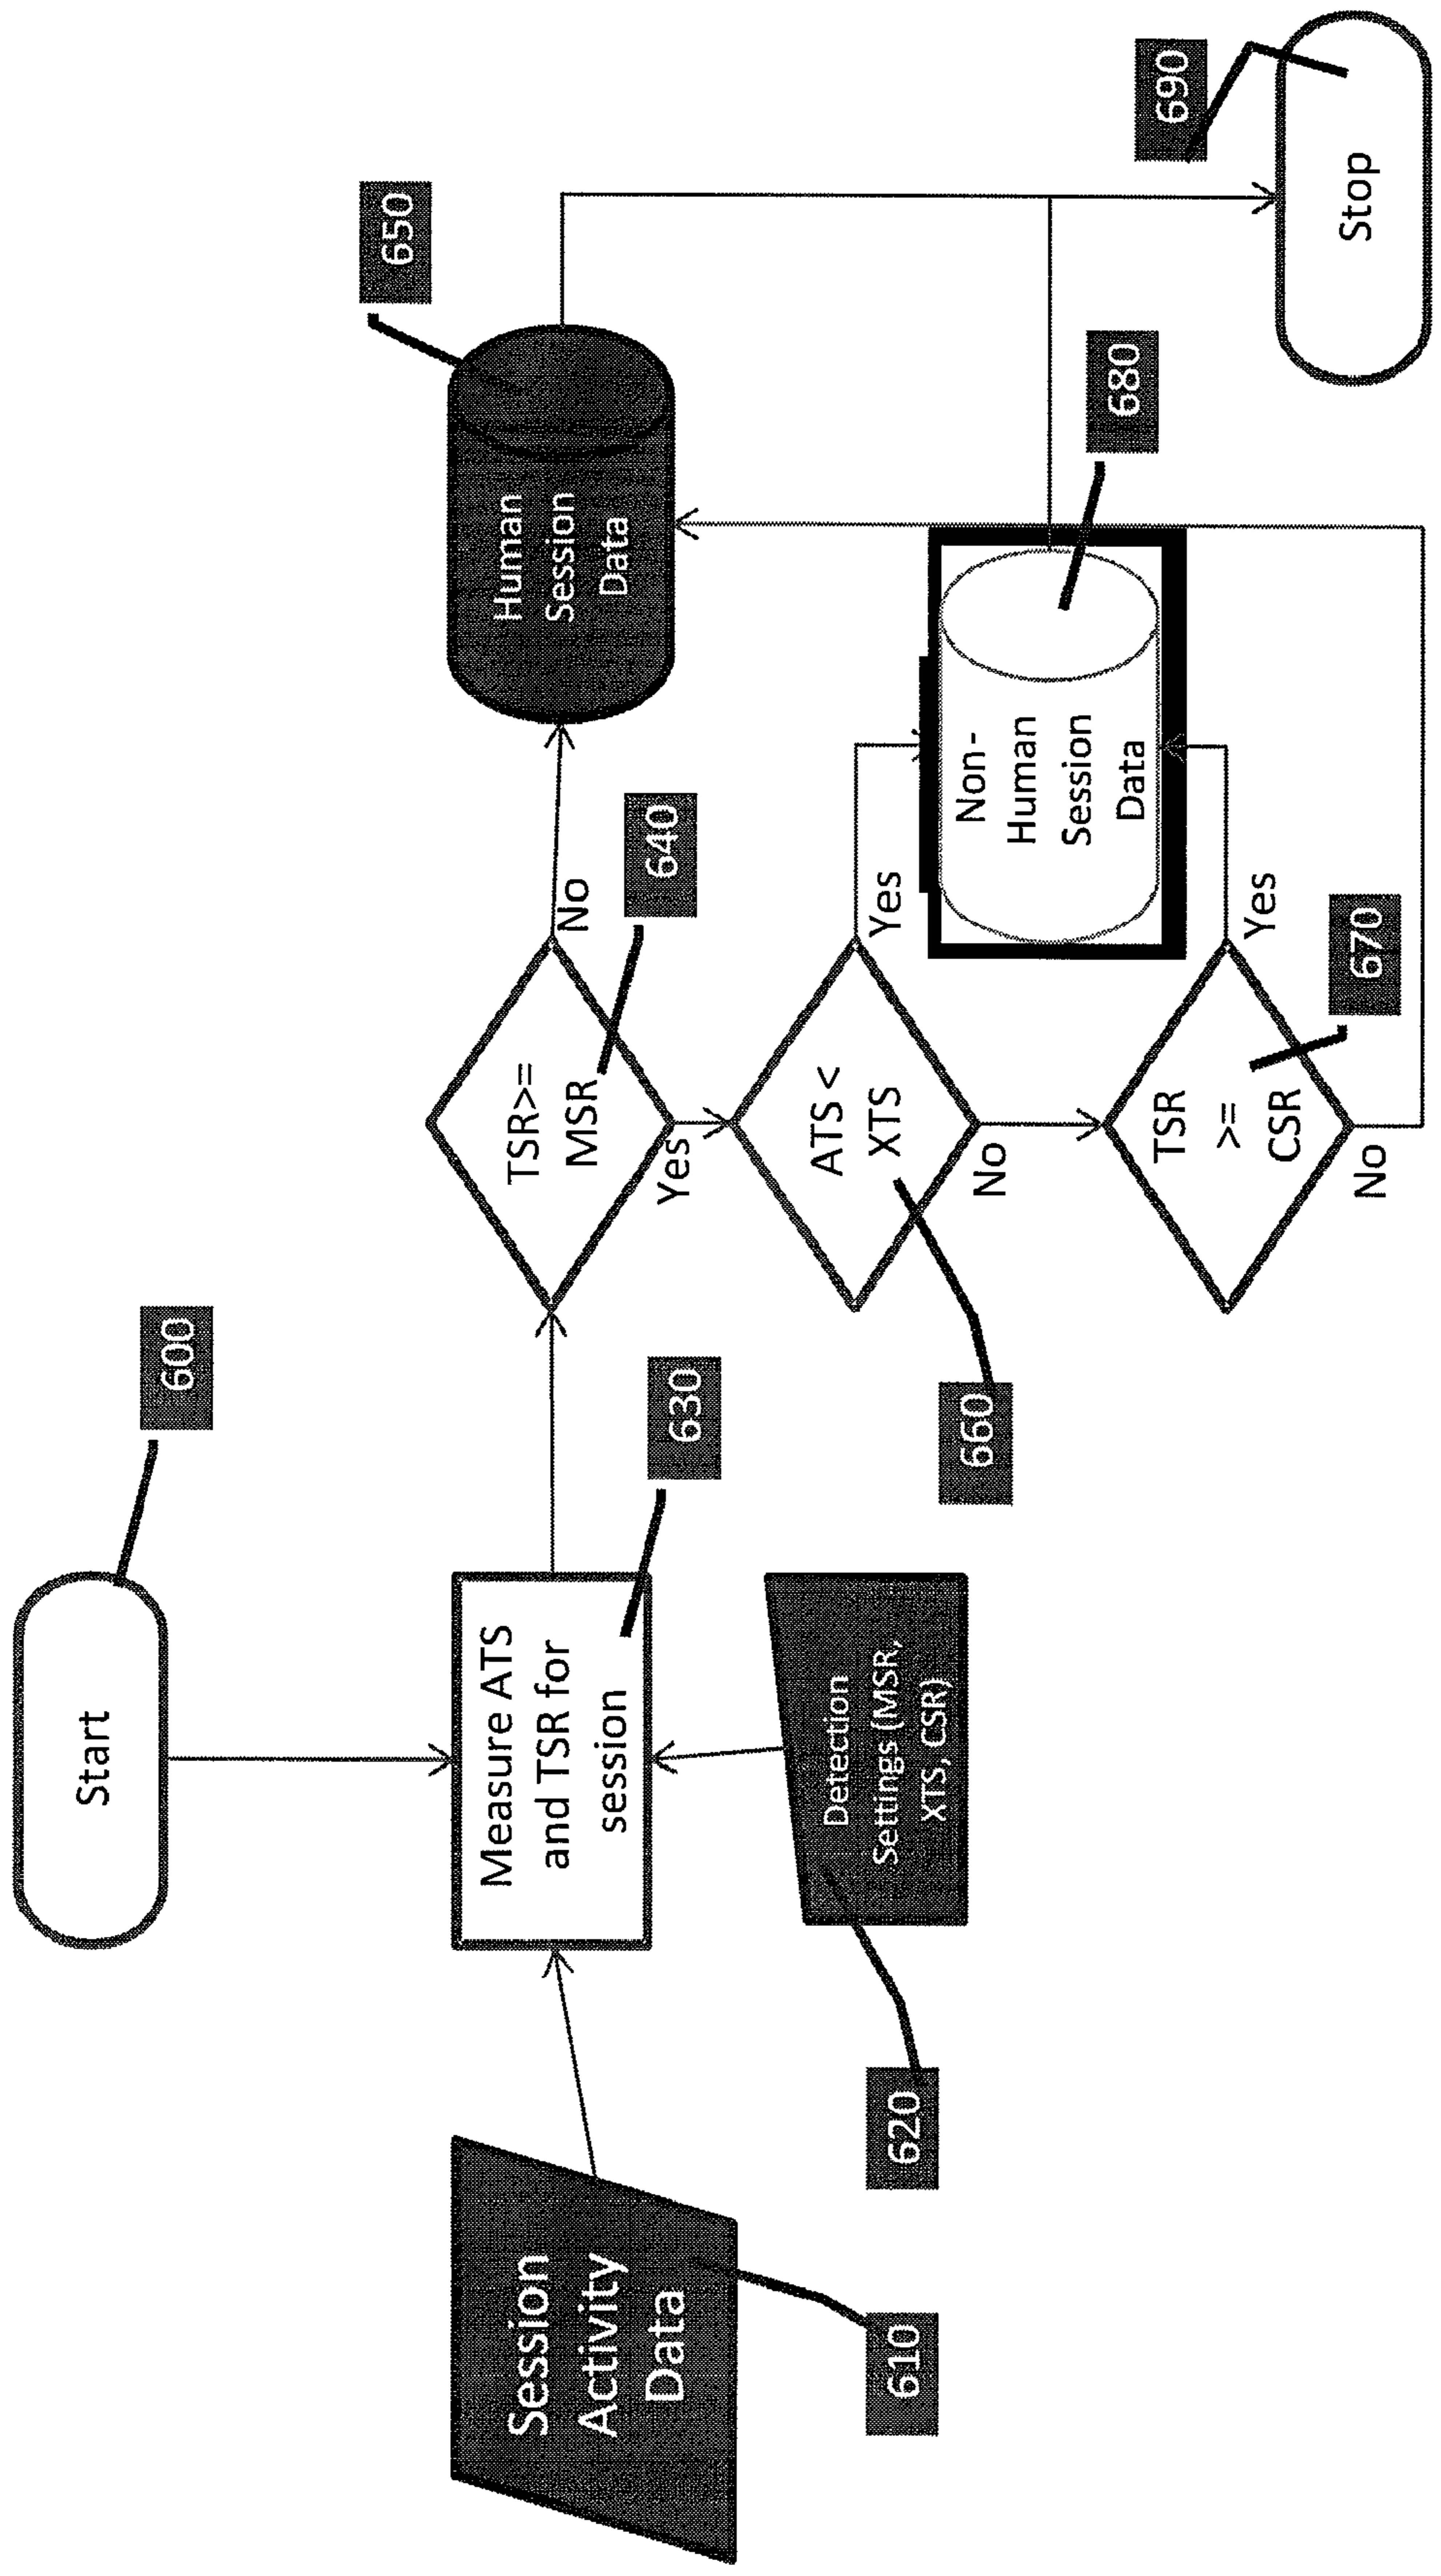 Start
600
Session
Activity
Data
610
Measure ATS
and TSR for
session
630
Detection
Settings (MSR,
XTS, CSR)
620
TSR>=
MSR
640
No
Yes
Human
Session
Data
650
ATS <
XTS
660
Yes
No
TSR
>=
CSR
670
Yes
No
Non-
Human
Session
Data
680
Stop
690